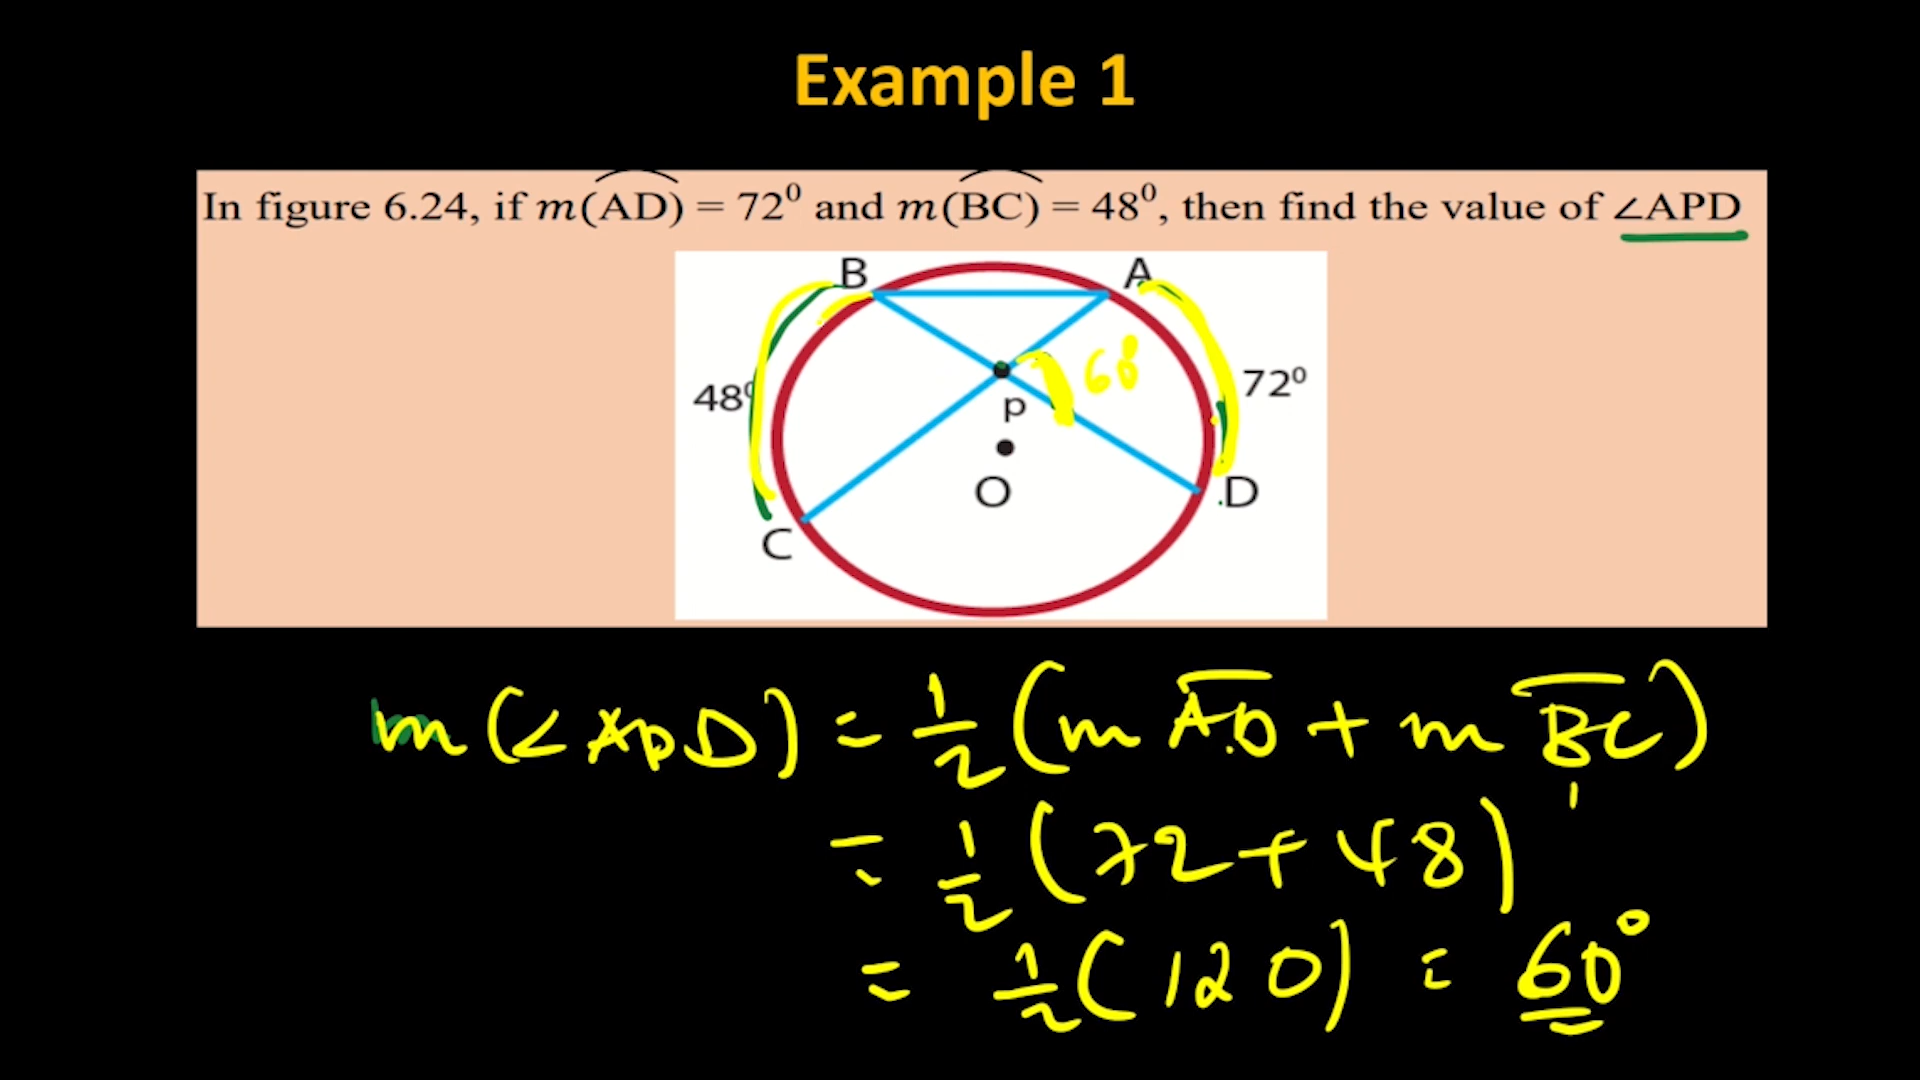 Example 1
In figure 6.24, if m(AD) = 72⁰ and m(BC) = 48⁰, then find the value of ∠APD
B
A
48⁰
60°
72⁰
p
O
D
C
m(∠APD) = 1/2 (m AD + m BC)
= 1/2 (72 + 48)
= 1/2 (120) = 60°